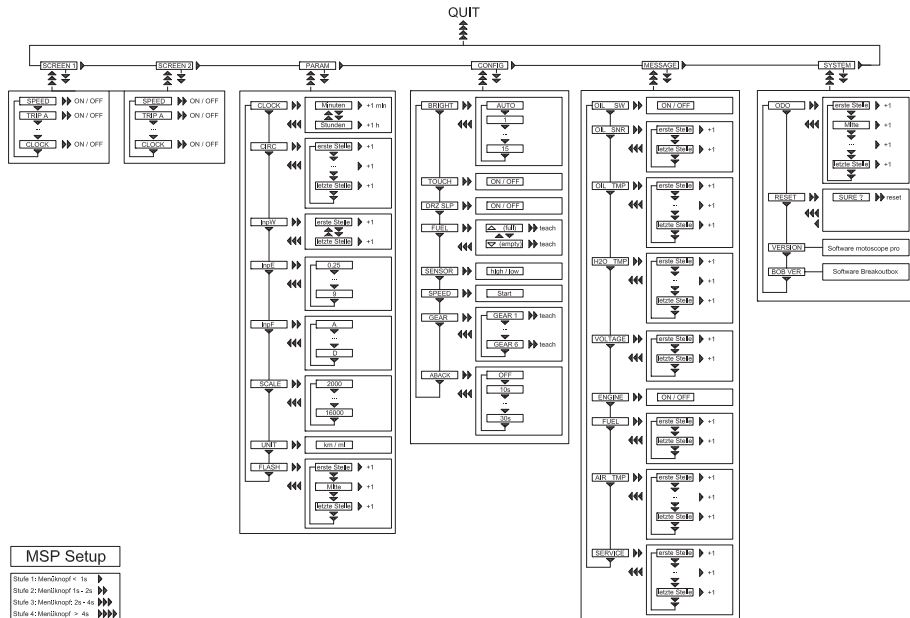 QUIT
SCREEN 1
SCREEN 2
PARAM
CONFIG
MESSAGE
SYSTEM
SPEED ON / OFF
TRIP A ON / OFF
...
CLOCK ON / OFF
SPEED ON / OFF
TRIP A ON / OFF
...
CLOCK ON / OFF
CLOCK
Minuten +1 min
Stunden +1 h
CIRC
erste Stelle +1
... +1
letzte Stelle +1
InpW
erste Stelle +1
letzte Stelle +1
InpE
0,25
...
9
InpF
A
...
D
SCALE
2000
...
16000
UNIT
km / ml
FLASH
erste Stelle +1
Mitte +1
letzte Stelle +1
BRIGHT
AUTO
1
...
15
TOUCH
ON / OFF
DRZ SLP
ON / OFF
FUEL
(full) teach
(empty) teach
SENSOR
high / low
SPEED
Start
GEAR
GEAR 1 teach
...
GEAR 6 teach
ABACK
OFF
10s
...
30s
OIL SW
ON / OFF
OIL SNR
erste Stelle +1
letzte Stelle +1
OIL TMP
erste Stelle +1
... +1
letzte Stelle +1
H2O TMP
erste Stelle +1
... +1
letzte Stelle +1
VOLTAGE
erste Stelle +1
letzte Stelle +1
ENGINE
ON / OFF
FUEL
erste Stelle +1
letzte Stelle +1
AIR TMP
erste Stelle +1
... +1
letzte Stelle +1
SERVICE
erste Stelle +1
... +1
letzte Stelle +1
ODO
erste Stelle +1
Mitte +1
... +1
letzte Stelle +1
RESET
SURE ? reset
VERSION
Software motoscope pro
BOB VER
Software Breakoutbox
MSP Setup
Stufe 1: Menüknopf < 1s
Stufe 2: Menüknopf 1s - 2s
Stufe 3: Menüknopf: 2s - 4s
Stufe 4: Menüknopf > 4s